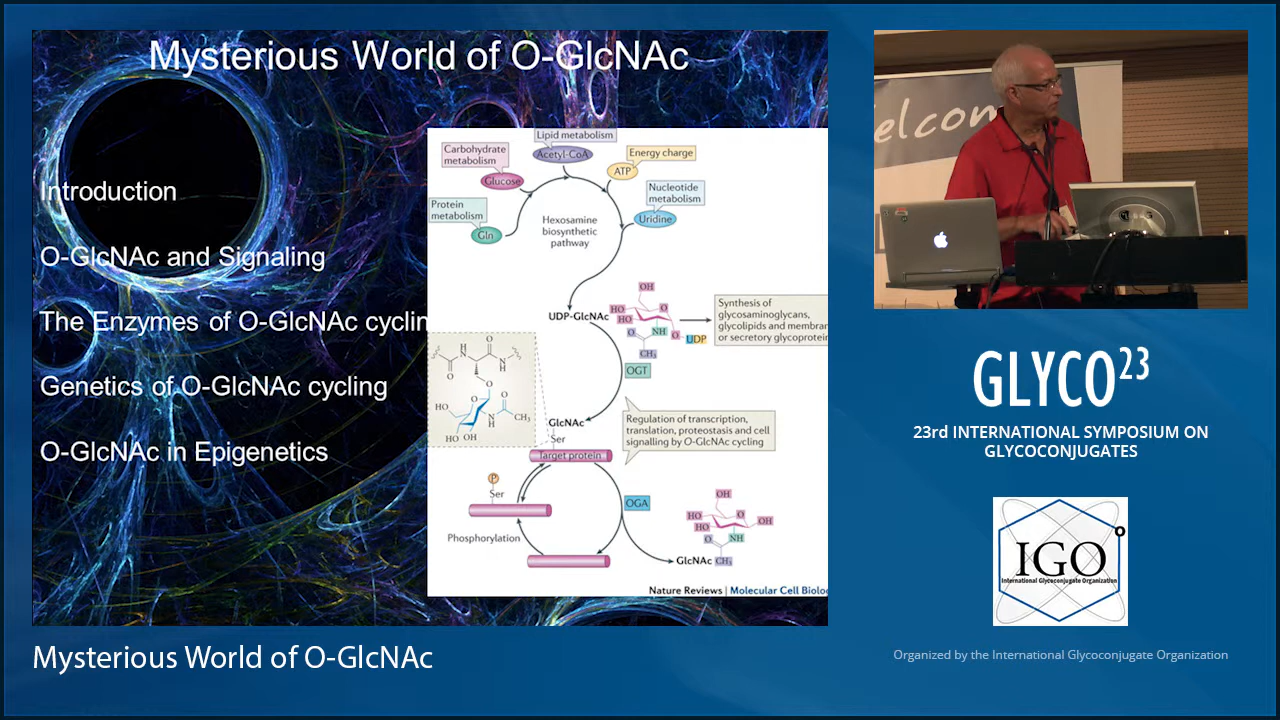 Mysterious World of O-GlcNAc
Introduction
O-GlcNAc and Signaling
The Enzymes of O-GlcNAc cyclin
Genetics of O-GlcNAc cycling
O-GlcNAc in Epigenetics
Lipid metabolism
Acetyl-CoA
Carbohydrate
metabolism
Glucose
Energy charge
ATP
Nucleotide
metabolism
Uridine
Protein
metabolism
Gln
Hexosamine
biosynthetic
pathway
UDP-GlcNAc
OH
HO
O
HO
O
NH
O
UDP
CH3
Synthesis of
glycosaminoglycans,
glycolipids and membran
or secretory glycoprotein
OGT
H
N
O
N
H
O
O
HO
O
O
N
H
CH3
HO
OH
GlcNAc
Ser
Target protein
Regulation of transcription,
translation, proteostasis and cell
signalling by O-GlcNAc cycling
P
Ser
Phosphorylation
OGA
OH
HO
O
OH
HO
O
NH
GlcNAc
CH3
Nature Reviews | Molecular Cell Biolo
Mysterious World of O-GlcNAc
elcom
GLYCO23
23rd INTERNATIONAL SYMPOSIUM ON
GLYCOCONJUGATES
IGO
International Glycoconjugate Organization
Organized by the International Glycoconjugate Organization